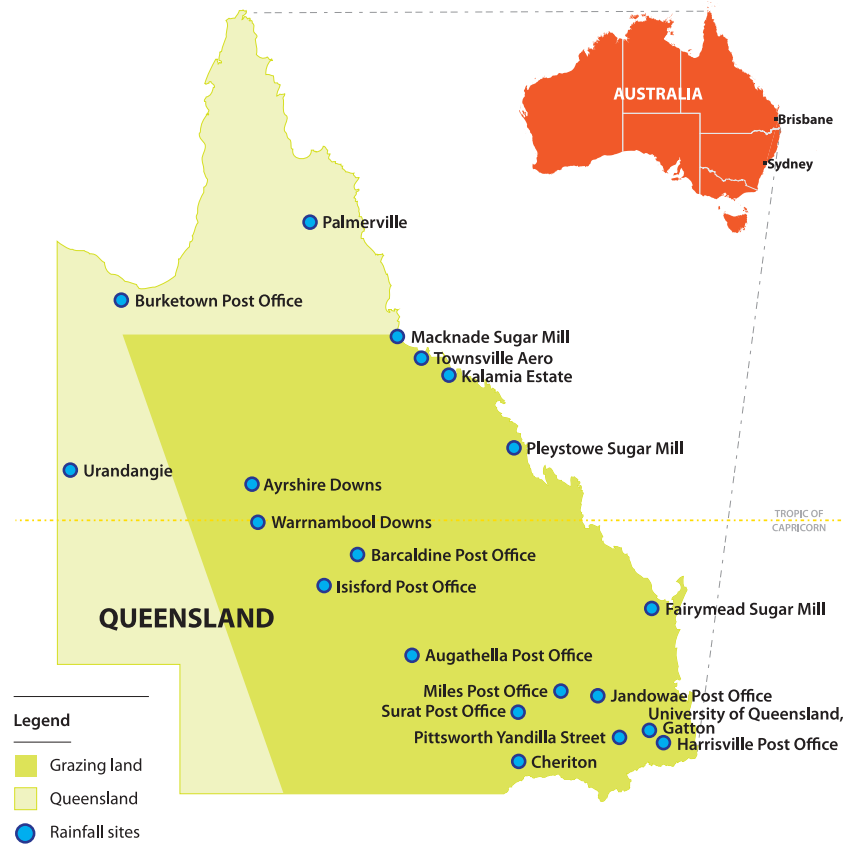 AUSTRALIA
Brisbane
Sydney
Palmerville
Burketown Post Office
Macknade Sugar Mill
Townsville Aero
Kalamia Estate
Pleystowe Sugar Mill
Urandangie
Ayrshire Downs
TROPIC OF
CAPRICORN
Warrnambool Downs
Barcaldine Post Office
Isisford Post Office
QUEENSLAND
Fairymead Sugar Mill
Augathella Post Office
Miles Post Office
Jandowae Post Office
Surat Post Office
University of Queensland,
Gatton
Pittsworth Yandilla Street
Harrisville Post Office
Cheriton
Legend
Grazing land
Queensland
Rainfall sites